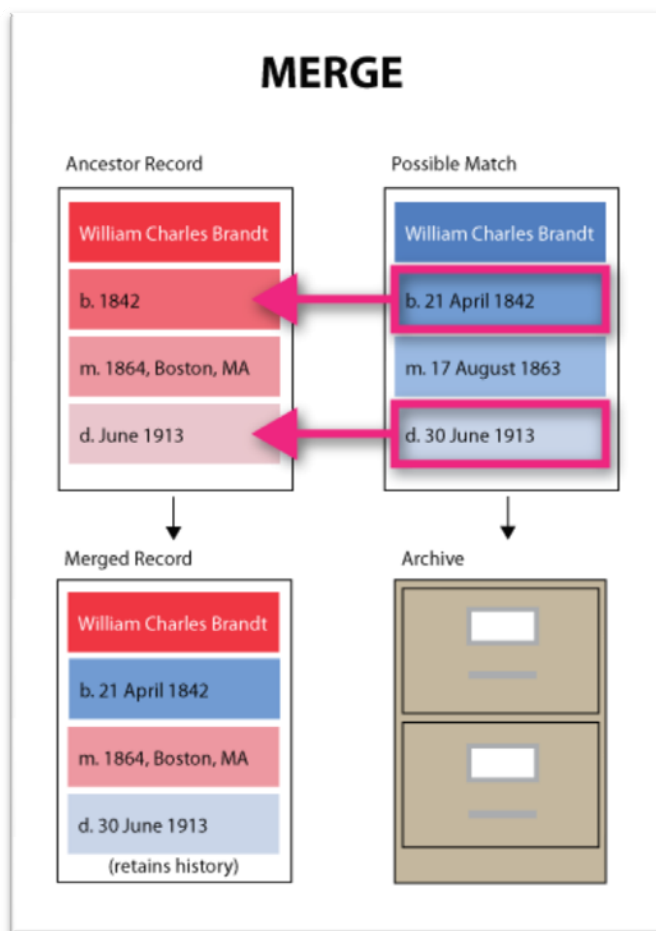 MERGE
Ancestor Record
William Charles Brandt
b. 1842
m. 1864, Boston, MA
d. June 1913
Possible Match
William Charles Brandt
b. 21 April 1842
m. 17 August 1863
d. 30 June 1913
Merged Record
William Charles Brandt
b. 21 April 1842
m. 1864, Boston, MA
d. 30 June 1913
(retains history)
Archive